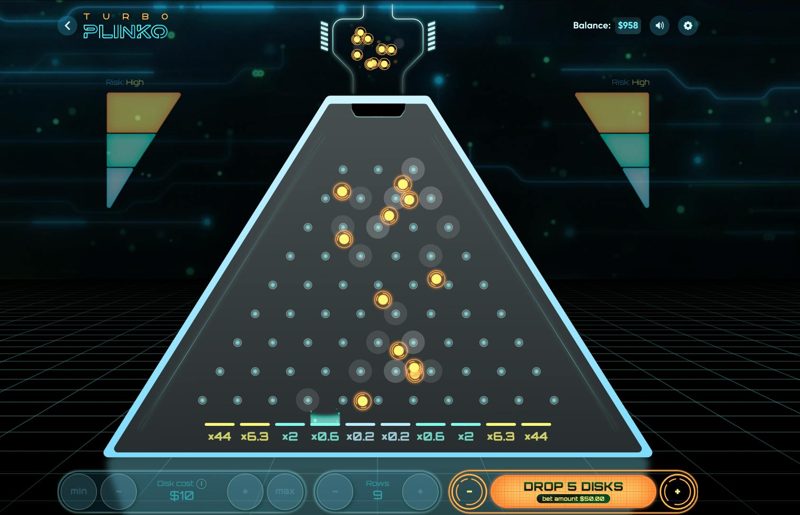 TURBO
PLINKO
Balance: $958
Risk: High
Risk: High
x44 x6.3 x2 x0.6 x0.2 x0.2 x0.6 x2 x6.3 x44
min - Disk cost i + max
$10
- Rows +
9
- DROP 5 DISKS +
bet amount $50.00